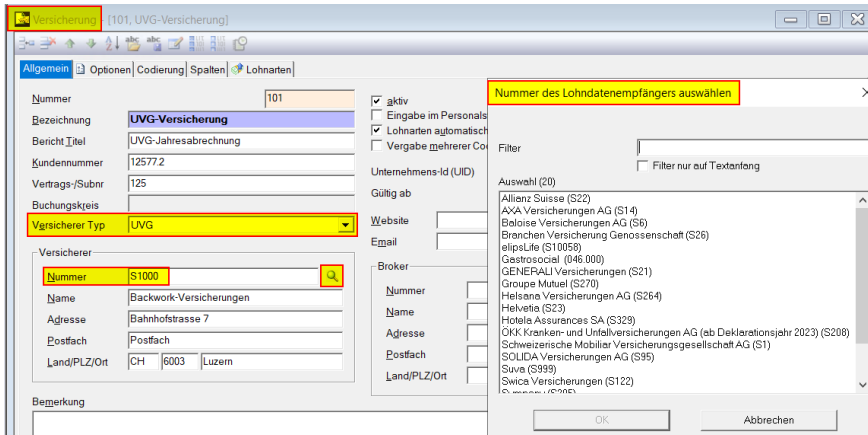 Versicherung - [101, UVG-Versicherung]
Allgemein Optionen Codierung Spalten Lohnarten
Nummer 101
Bezeichnung UVG-Versicherung
Bericht Titel UVG-Jahresabrechnung
Kundennummer 12577.2
Vertrags-/Subnr 125
Buchungskreis
Versicherer Typ UVG
Versicherer
Nummer S1000
Name Backwork-Versicherungen
Adresse Bahnhofstrasse 7
Postfach Postfach
Land/PLZ/Ort CH 6003 Luzern
Bemerkung
aktiv
Eingabe im Personals
Lohnarten automatisch
Vergabe mehrerer Co
Unternehmens-Id (UID)
Gültig ab
Website
Email
Broker
Nummer
Name
Adresse
Postfach
Land/PLZ/Ort
Nummer des Lohndatenempfängers auswählen
Filter
Filter nur auf Textanfang
Auswahl (20)
Allianz Suisse (S22)
AXA Versicherungen AG (S14)
Baloise Versicherungen AG (S6)
Branchen Versicherung Genossenschaft (S26)
elipsLife (S10058)
Gastrosocial (046.000)
GENERALI Versicherungen (S21)
Groupe Mutuel (S270)
Helsana Versicherungen AG (S264)
Helvetia (S23)
Hotela Assurances SA (S329)
ÖKK Kranken- und Unfallversicherungen AG (ab Deklarationsjahr 2023) (S208)
Schweizerische Mobiliar Versicherungsgesellschaft AG (S1)
SOLIDA Versicherungen AG (S95)
Suva (S999)
Swica Versicherungen (S122)
OK Abbrechen